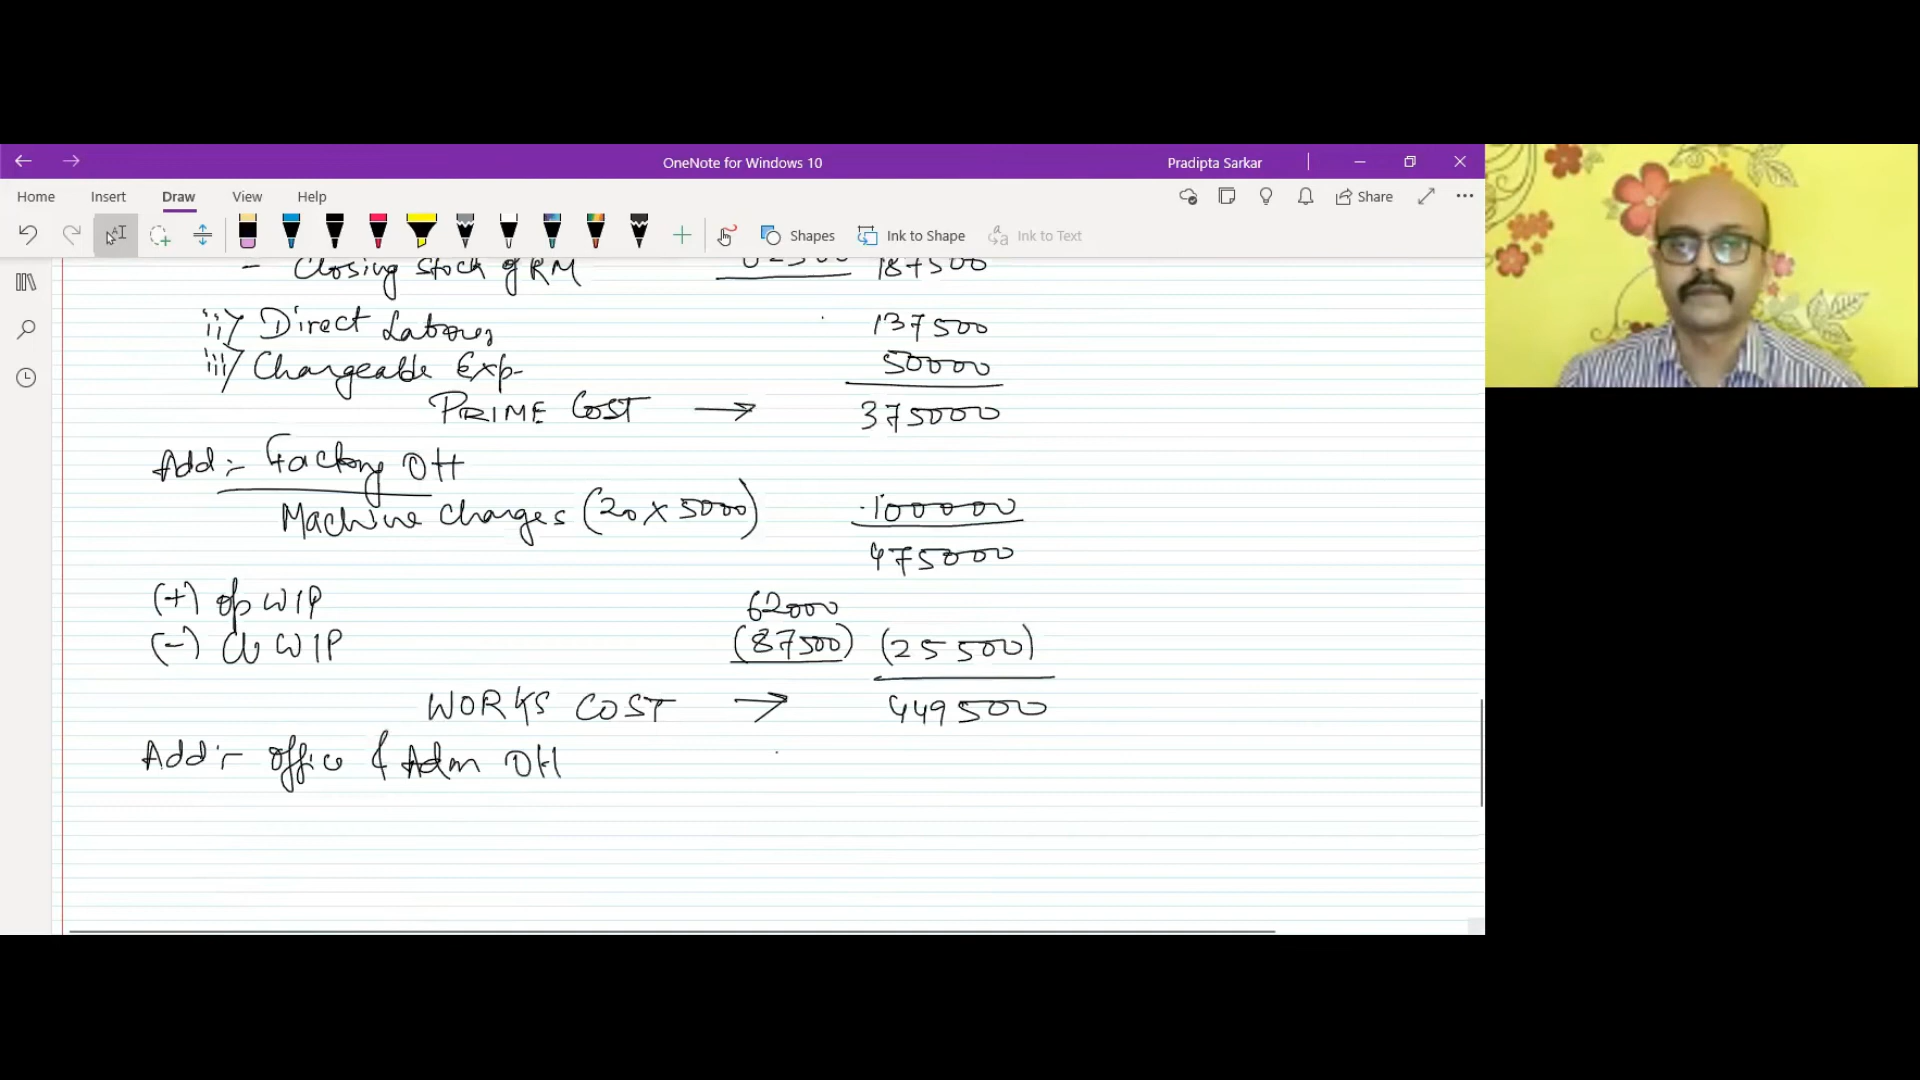 OneNote for Windows 10
Pradipta Sarkar
Home Insert Draw View Help
Share
Shapes Ink to Shape Ink to Text
- Closing Stock of RM 62500 187500
ii) Direct Labour 137500
iii) Chargeable Exp- 50000
PRIME COST → 375000
Add:- Factory OH
Machine Charges (20 x 5000) 100000
475000
(+) op WIP 62000
(-) Cl WIP (87500) (25500)
WORKS COST → 449500
Add:- Office & Adm OH